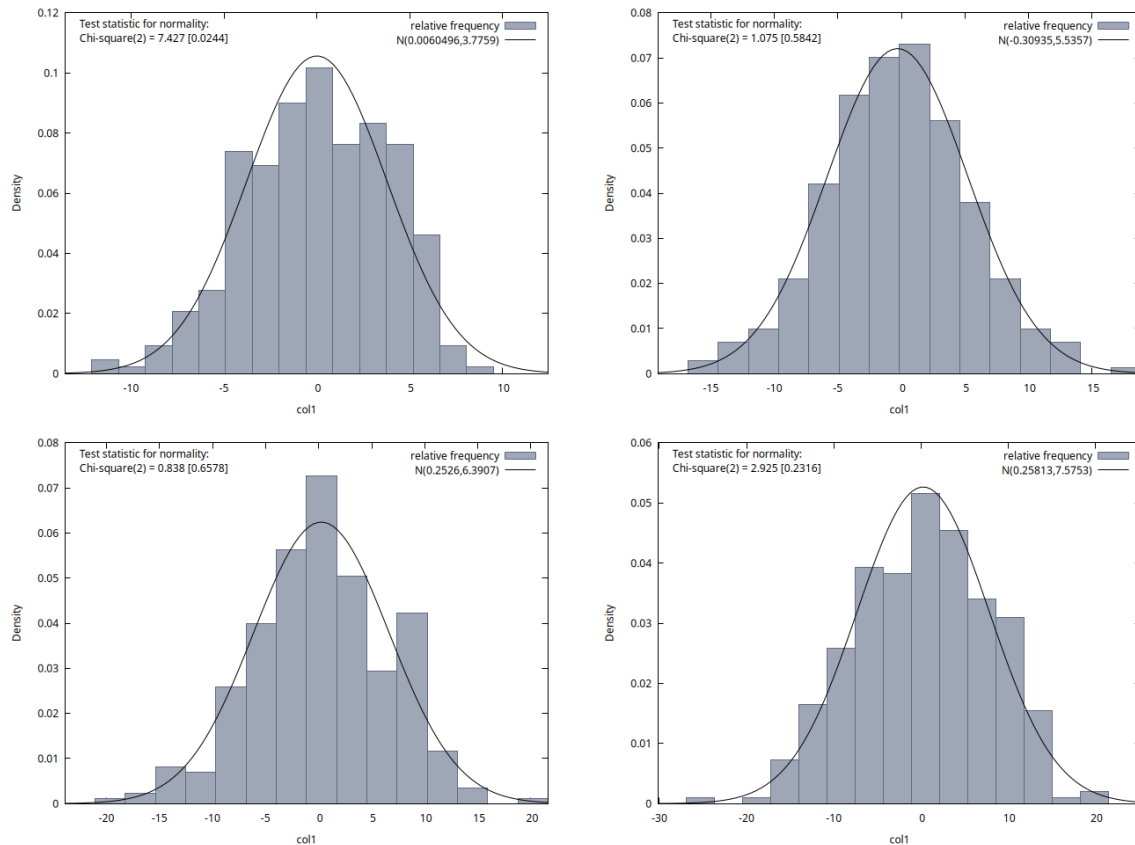 Test statistic for normality:
Chi-square(2) = 7.427 [0.0244]
relative frequency
N(0.0060496,3.7759)
0.12
0.1
0.08
0.06
0.04
0.02
0
Density
-10
-5
0
5
10
col1
Test statistic for normality:
Chi-square(2) = 1.075 [0.5842]
relative frequency
N(-0.30935,5.5357)
0.08
0.07
0.06
0.05
0.04
0.03
0.02
0.01
0
Density
-15
-10
-5
0
5
10
15
col1
Test statistic for normality:
Chi-square(2) = 0.838 [0.6578]
relative frequency
N(0.2526,6.3907)
0.08
0.07
0.06
0.05
0.04
0.03
0.02
0.01
0
Density
-20
-15
-10
-5
0
5
10
15
20
col1
Test statistic for normality:
Chi-square(2) = 2.925 [0.2316]
relative frequency
N(0.25813,7.5753)
0.06
0.05
0.04
0.03
0.02
0.01
0
Density
-30
-20
-10
0
10
20
col1